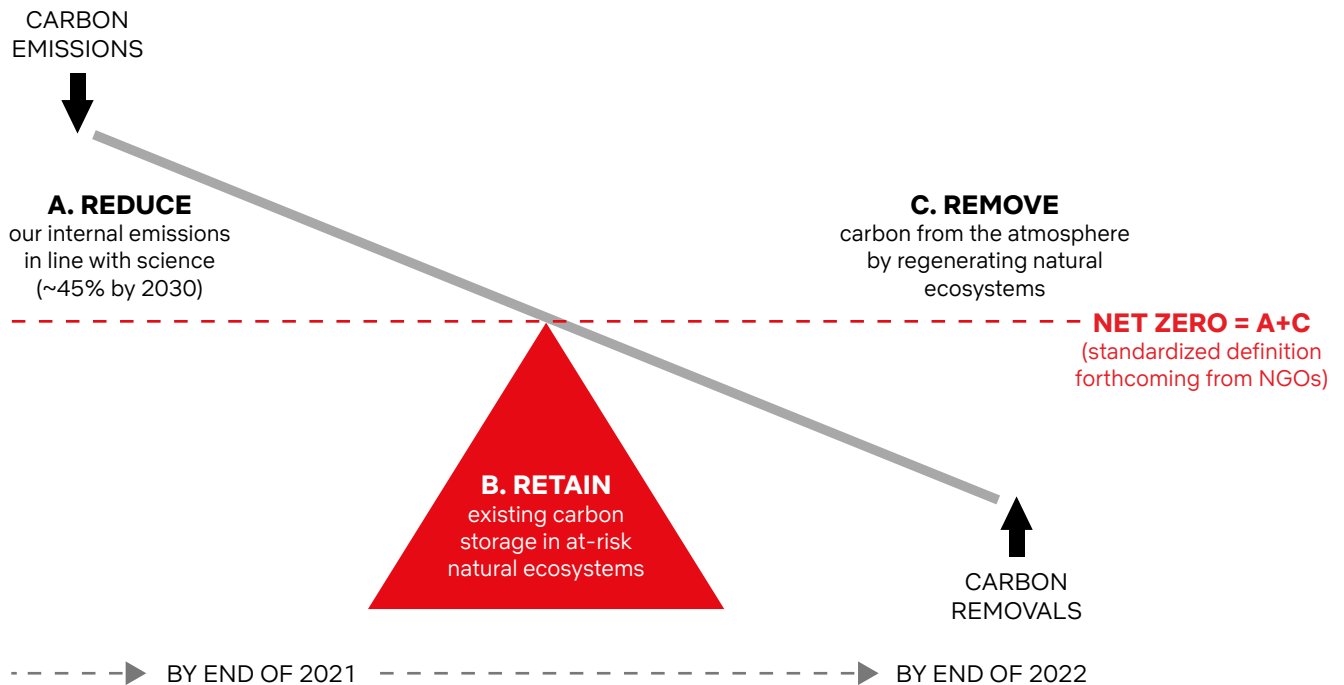 CARBON
EMISSIONS
A. REDUCE
our internal emissions
in line with science
(~45% by 2030)
C. REMOVE
carbon from the atmosphere
by regenerating natural
ecosystems
NET ZERO = A+C
(standardized definition
forthcoming from NGOs)
B. RETAIN
existing carbon
storage in at-risk
natural ecosystems
CARBON
REMOVALS
BY END OF 2021
BY END OF 2022